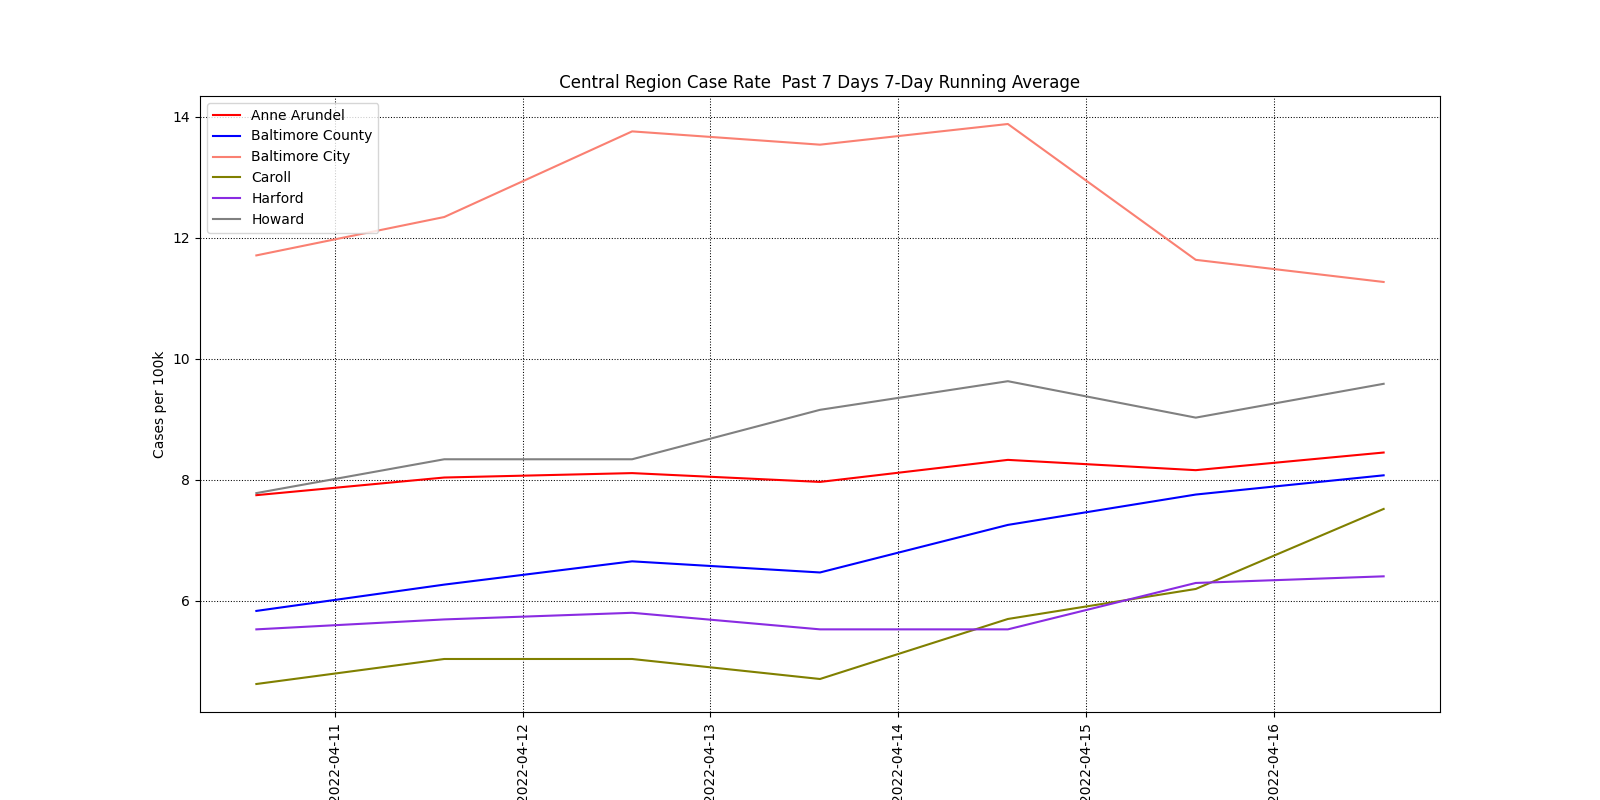 Central Region Case Rate  Past 7 Days 7-Day Running Average
Anne Arundel
Baltimore County
Baltimore City
Caroll
Harford
Howard
Cases per 100k
14
12
10
8
6
2022-04-11
2022-04-12
2022-04-13
2022-04-14
2022-04-15
2022-04-16